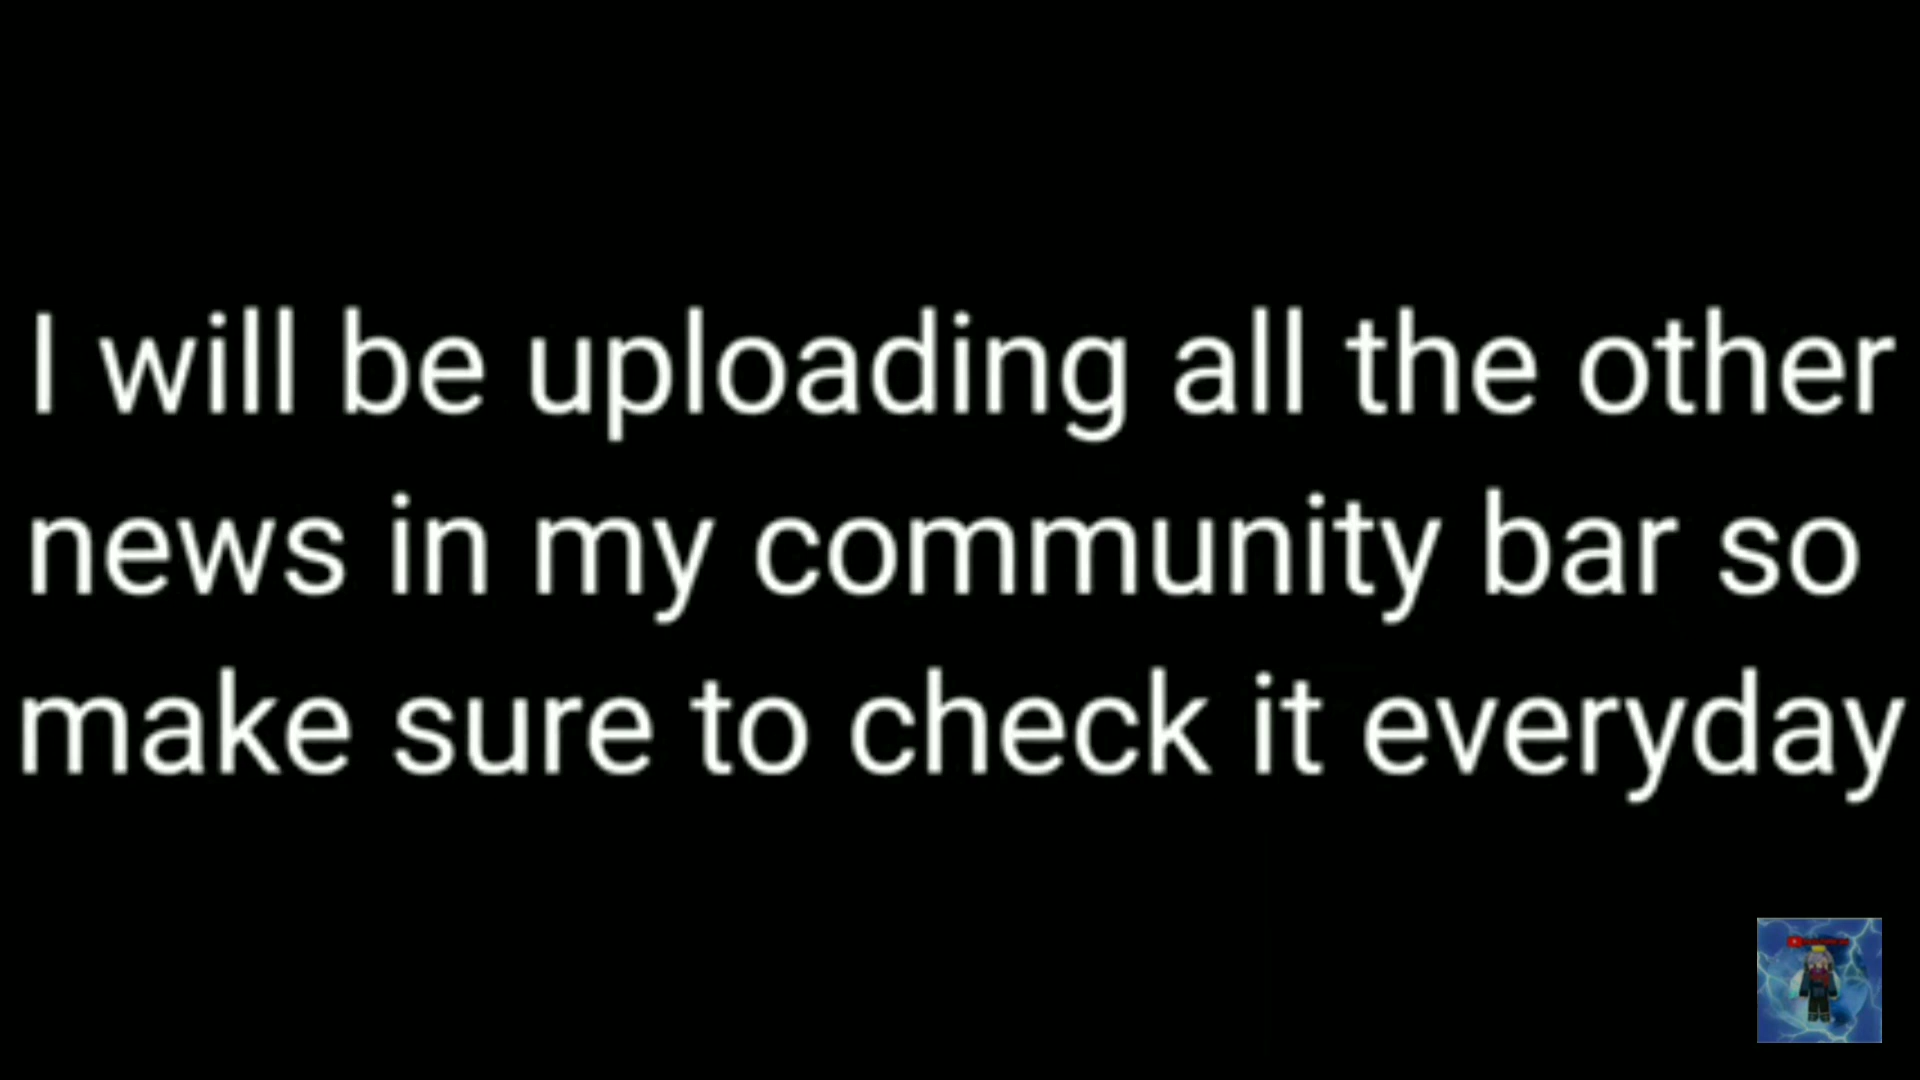 I will be uploading all the other
news in my community bar so
make sure to check it everyday